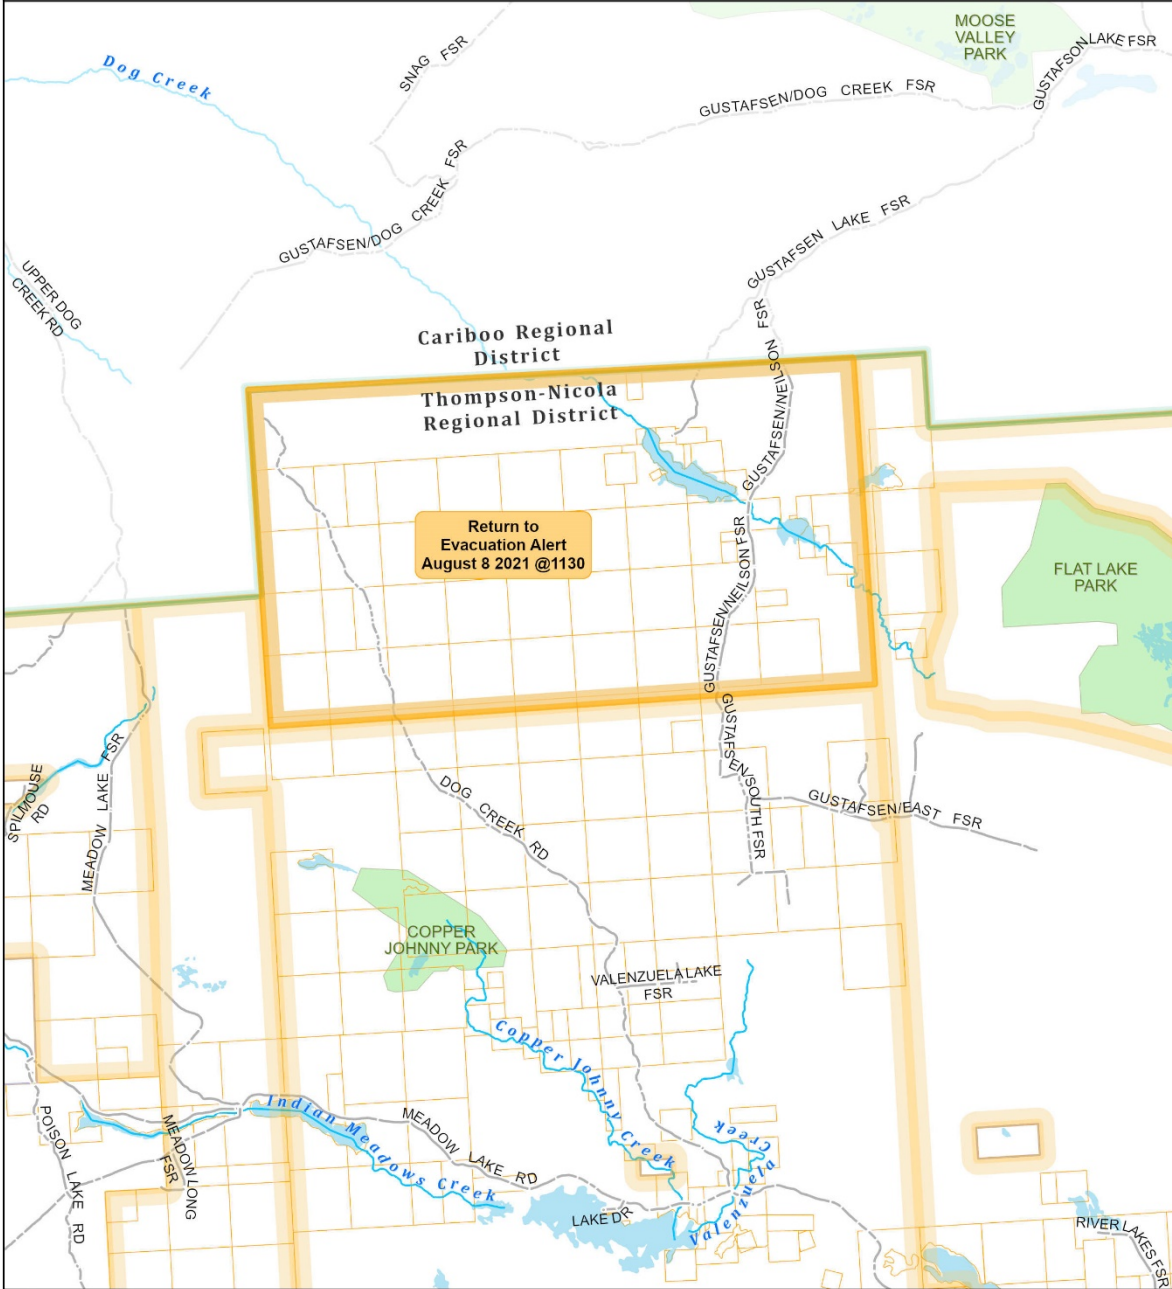 MOOSE
VALLEY
PARK
GUSTAFSON LAKE FSR
Dog Creek
SNAG FSR
GUSTAFSEN/DOG CREEK FSR
GUSTAFSEN/DOG CREEK FSR
GUSTAFSEN LAKE FSR
UPPER DOG
CREEK RD
Cariboo Regional
District
Thompson-Nicola
Regional District
GUSTAFSEN/NEILSON FSR
Return to
Evacuation Alert
August 8 2021 @1130
GUSTAFSEN/NEILSON FSR
FLAT LAKE
PARK
MEADOW LAKE FSR
SPILMOUSE
RD
DOG CREEK RD
GUSTAFSEN/SOUTH FSR
GUSTAFSEN/EAST FSR
COPPER
JOHNNY PARK
VALENZUELA LAKE
FSR
Copper Johnny Creek
Indian Meadows Creek
MEADOW LAKE RD
Valenzuela
Creek
POISON LAKE RD
MEADOW LONG
FSR
LAKE DR
RIVER LAKES FSR